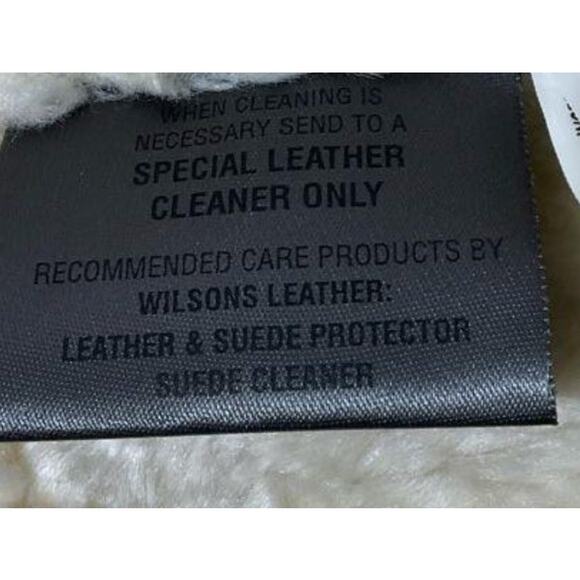 WHEN CLEANING IS
NECESSARY SEND TO A
SPECIAL LEATHER
CLEANER ONLY
RECOMMENDED CARE PRODUCTS BY
WILSONS LEATHER:
LEATHER & SUEDE PROTECTOR
SUEDE CLEANER